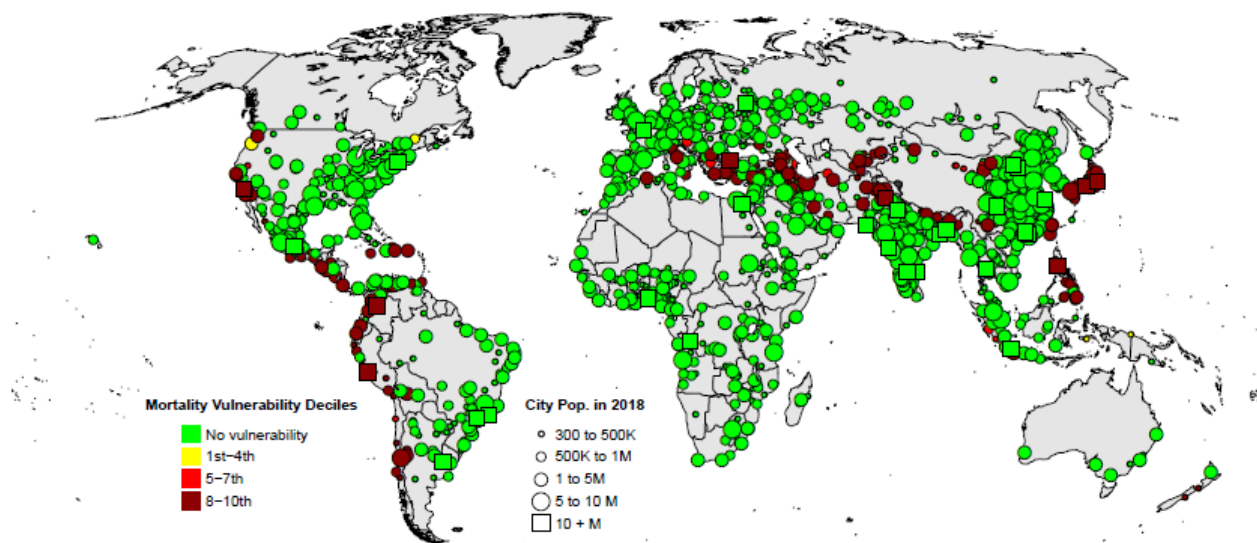 Mortality Vulnerability Deciles
No vulnerability
1st−4th
5−7th
8−10th
City Pop. in 2018
300 to 500K
500K to 1M
1 to 5M
5 to 10 M
10 + M